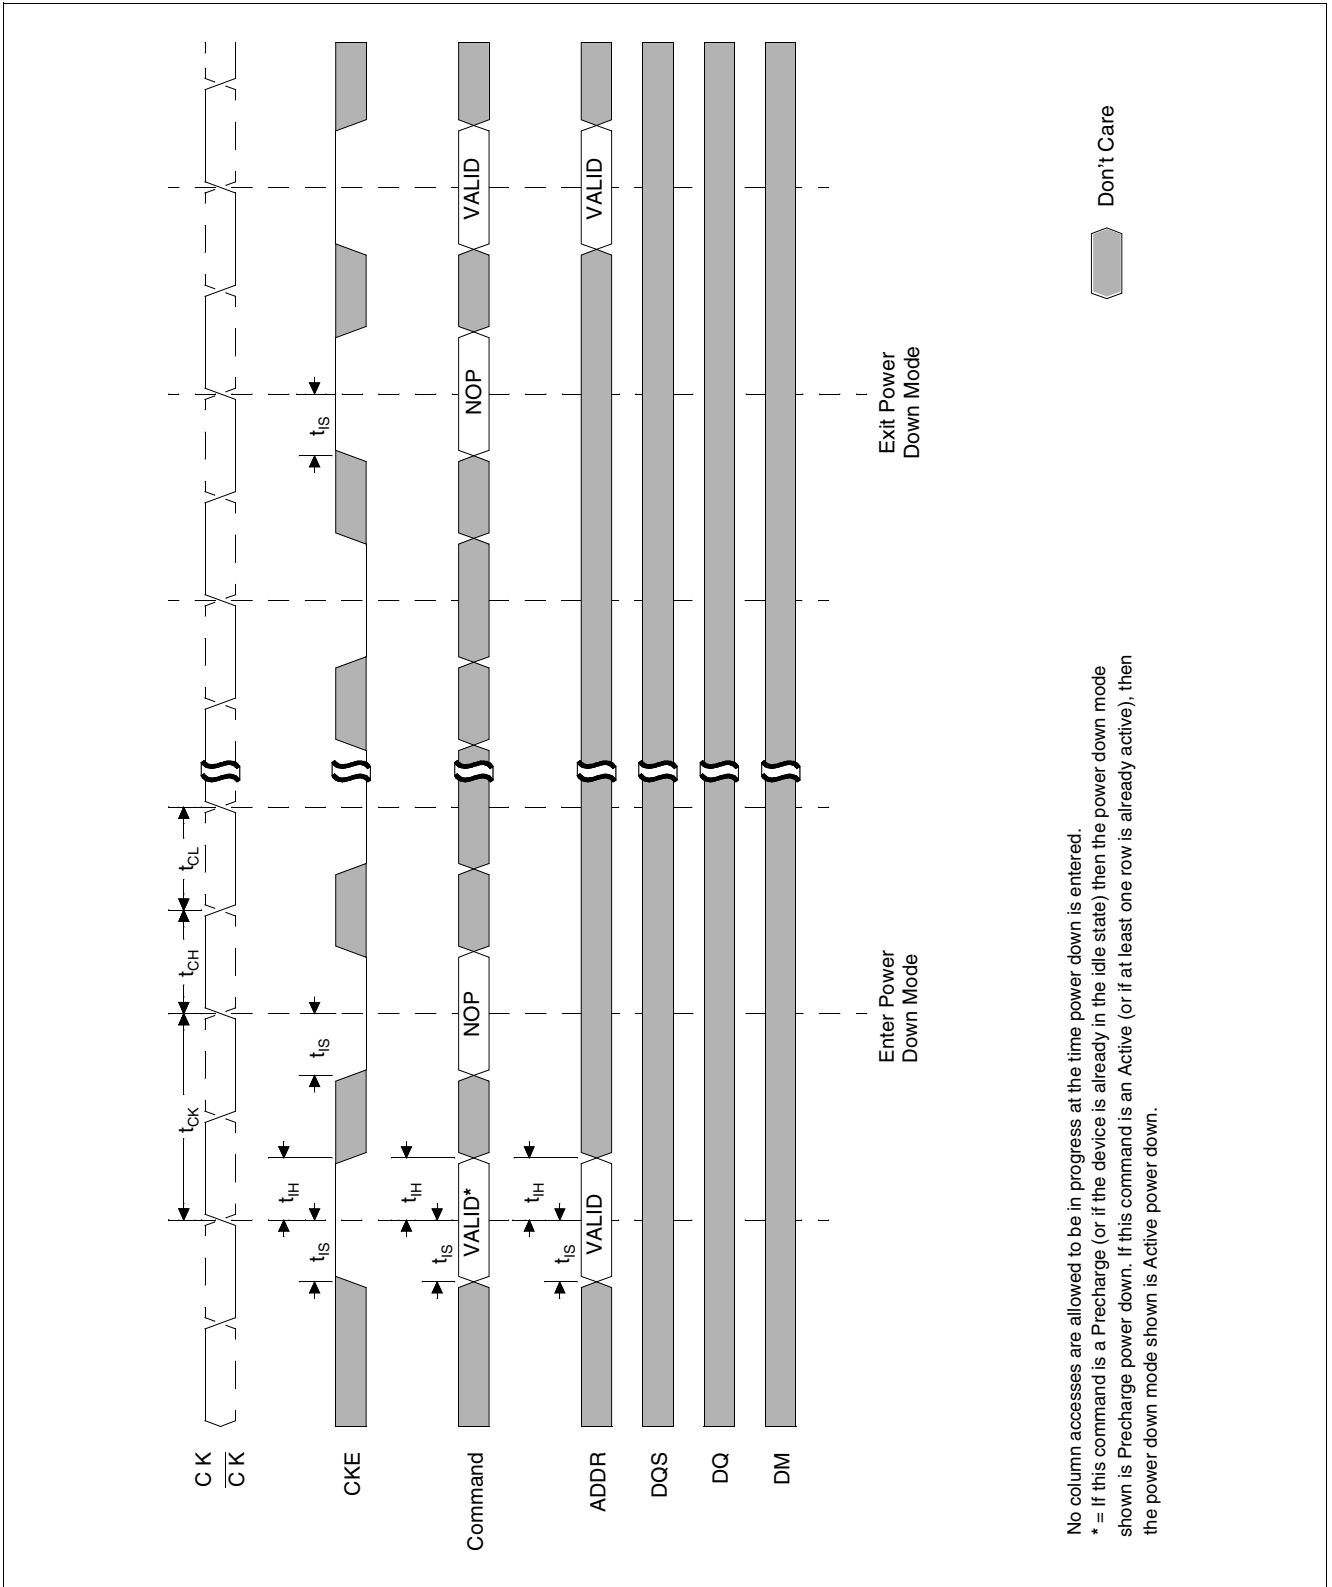 tCK
tCH
tCL
CK
C̅K̅
tIH
tIS
tIS
tIS
CKE
tIH
tIS
Command
VALID*
NOP
NOP
VALID
tIH
tIS
ADDR
VALID
VALID
DQS
DQ
DM
Enter Power
Down Mode
Exit Power
Down Mode
Don't Care
No column accesses are allowed to be in progress at the time power down is entered.
* = If this command is a Precharge (or if the device is already in the idle state) then the power down mode
shown is Precharge power down. If this command is an Active (or if at least one row is already active), then
the power down mode shown is Active power down.